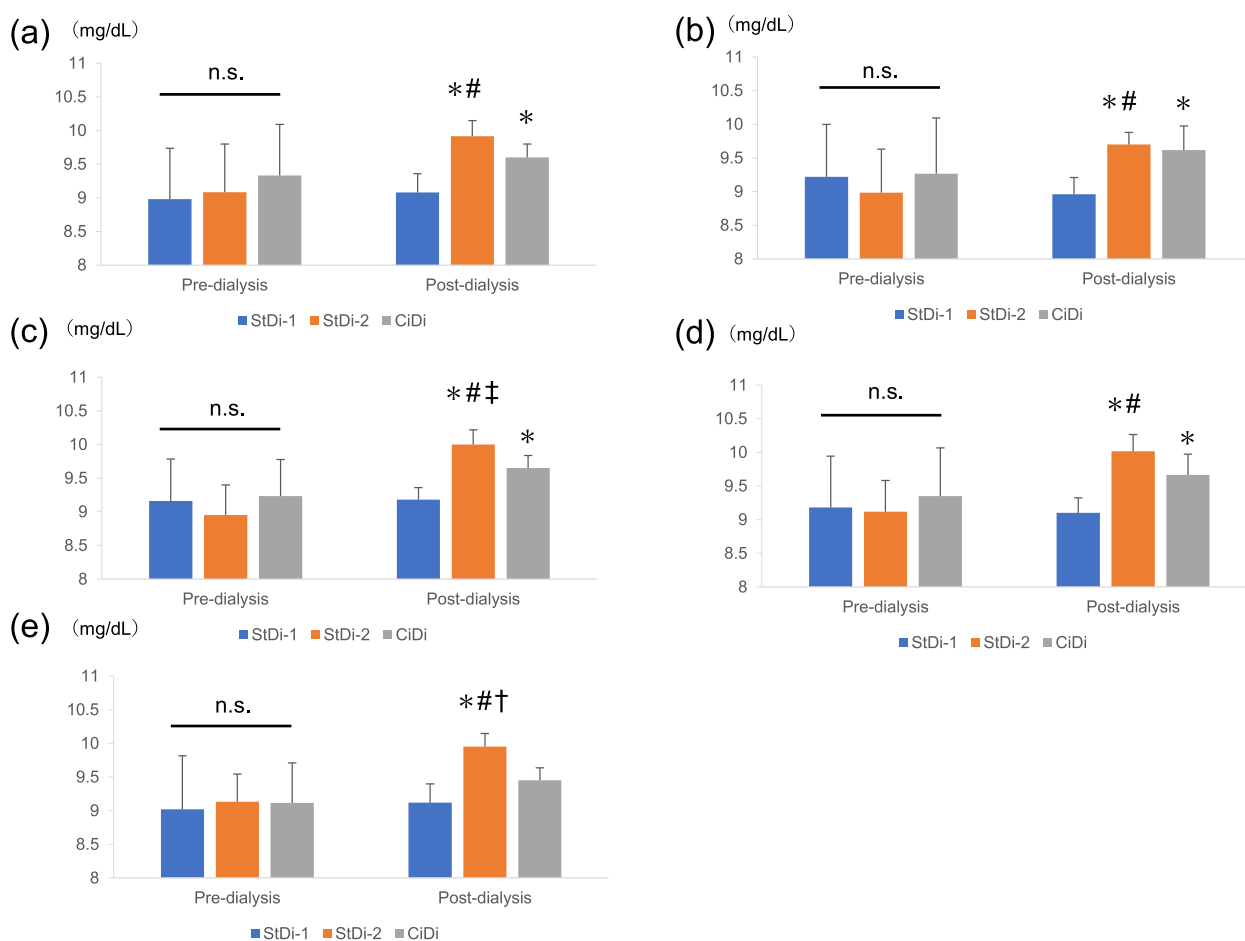 (a) （mg/dL）
11
10.5
10
9.5
9
8.5
8
n.s.
*#
*
Pre-dialysis Post-dialysis
StDi-1 StDi-2 CiDi
(b) （mg/dL）
11
10.5
10
9.5
9
8.5
8
n.s.
*#
*
Pre-dialysis Post-dialysis
StDi-1 StDi-2 CiDi
(c) （mg/dL）
11
10.5
10
9.5
9
8.5
8
n.s.
*#‡
*
Pre-dialysis Post-dialysis
StDi-1 StDi-2 CiDi
(d) （mg/dL）
11
10.5
10
9.5
9
8.5
8
n.s.
*#
*
Pre-dialysis Post-dialysis
StDi-1 StDi-2 CiDi
(e) （mg/dL）
11
10.5
10
9.5
9
8.5
8
n.s.
*#†
Pre-dialysis Post-dialysis
StDi-1 StDi-2 CiDi